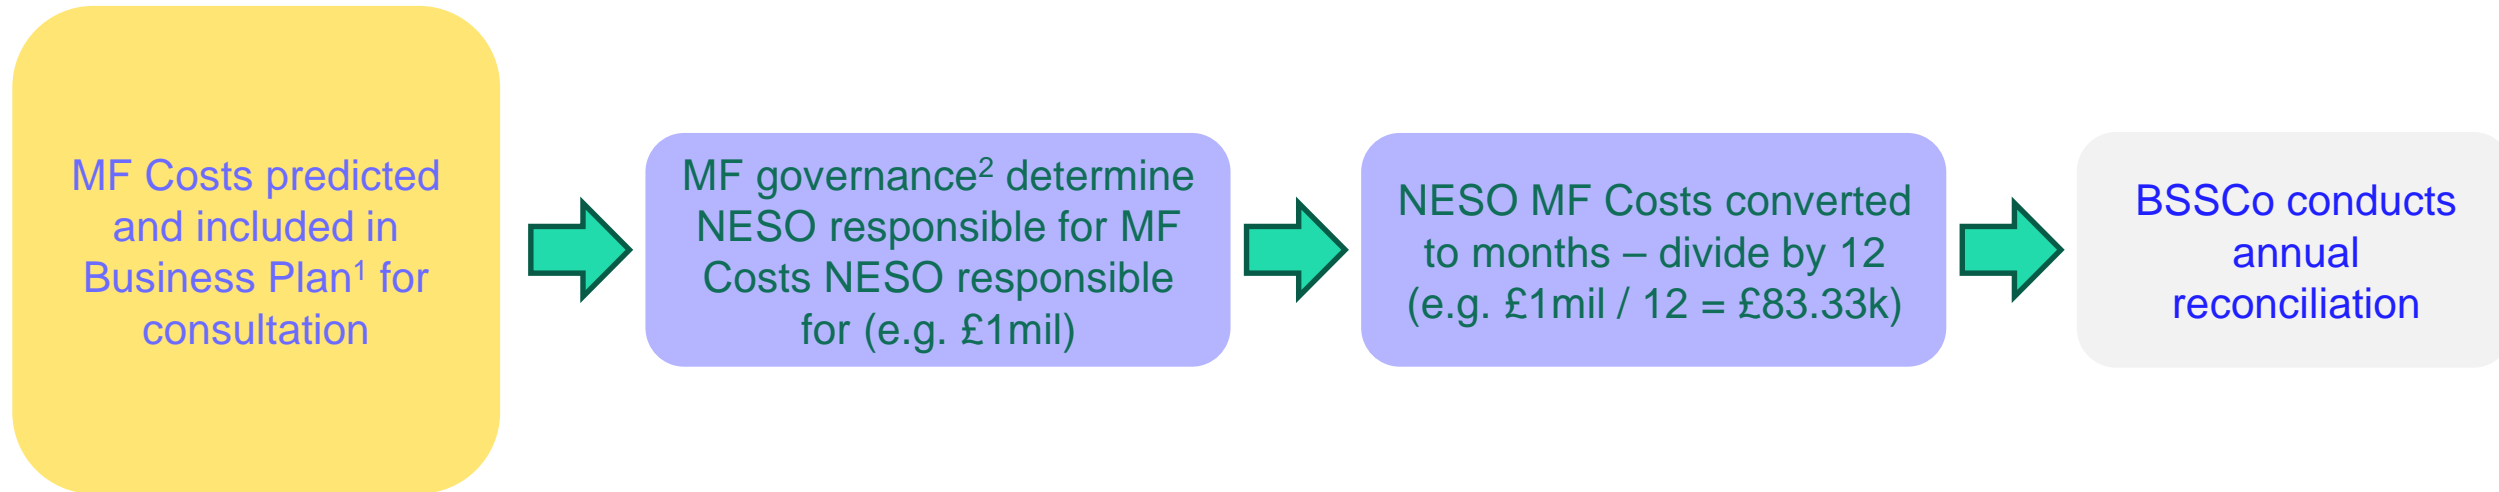 MF Costs predicted
and included in
Business Plan¹ for
consultation
MF governance² determine
NESO responsible for MF
Costs NESO responsible
for (e.g. £1mil)
NESO MF Costs converted
to months – divide by 12
(e.g. £1mil / 12 = £83.33k)
BSSCo conducts
annual
reconciliation